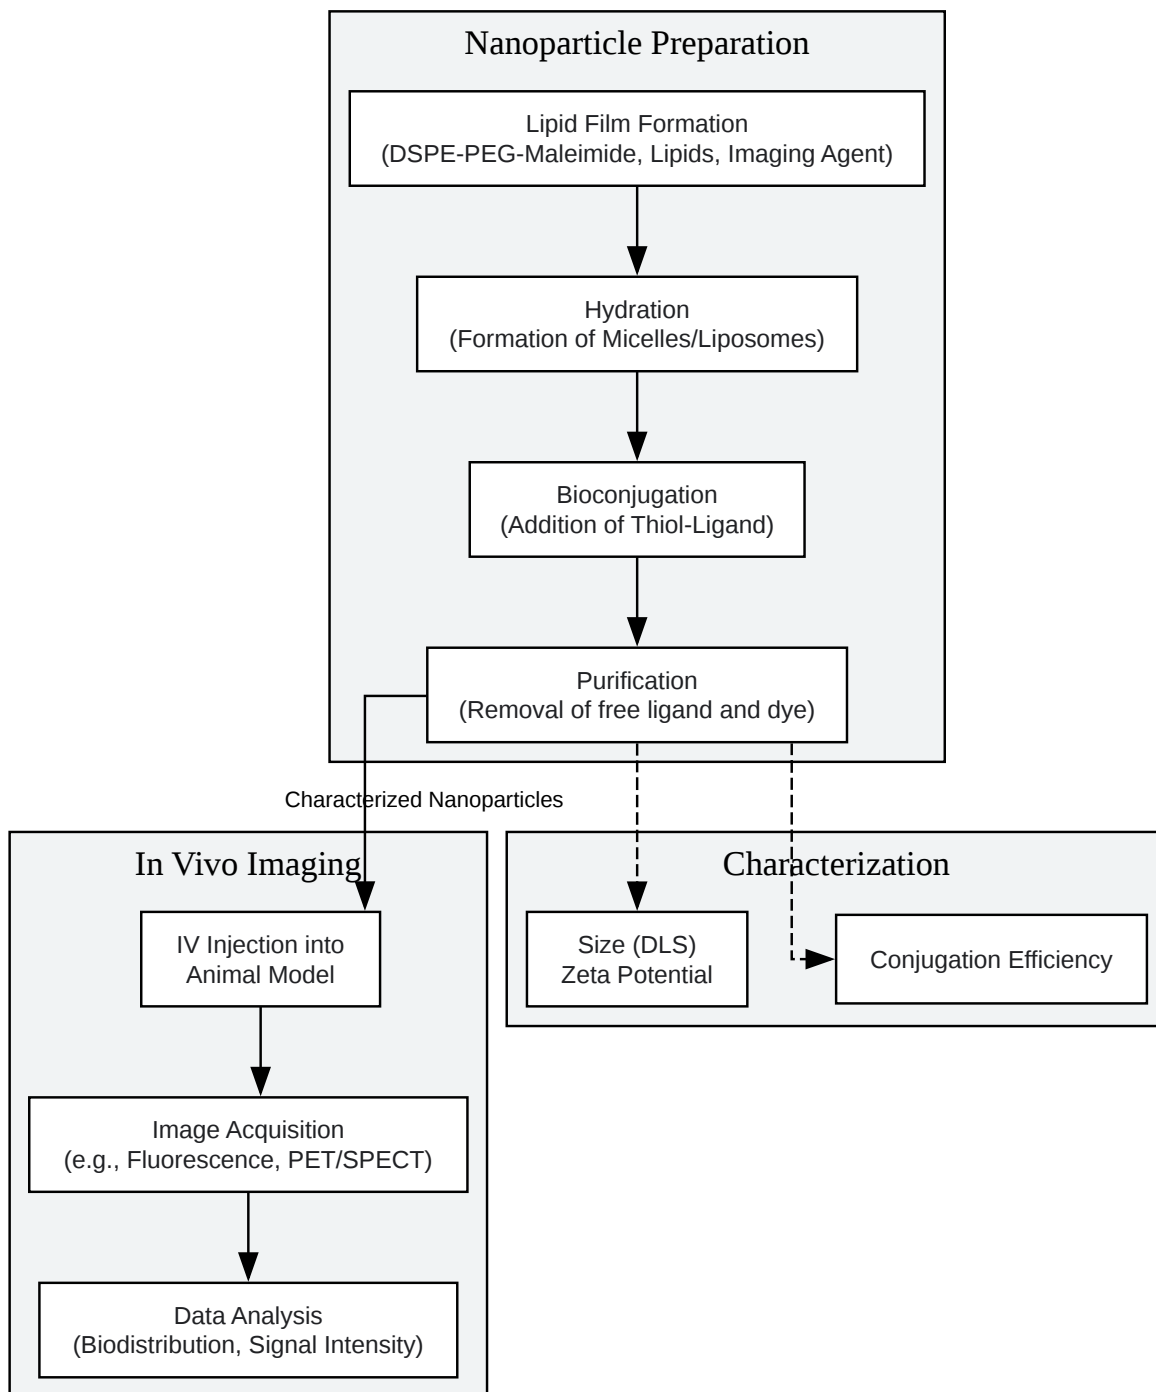 Nanoparticle Preparation
Lipid Film Formation
(DSPE-PEG-Maleimide, Lipids, Imaging Agent)
Hydration
(Formation of Micelles/Liposomes)
Bioconjugation
(Addition of Thiol-Ligand)
Purification
(Removal of free ligand and dye)
Characterized Nanoparticles
In Vivo Imaging
IV Injection into
Animal Model
Image Acquisition
(e.g., Fluorescence, PET/SPECT)
Data Analysis
(Biodistribution, Signal Intensity)
Characterization
Size (DLS)
Zeta Potential
Conjugation Efficiency